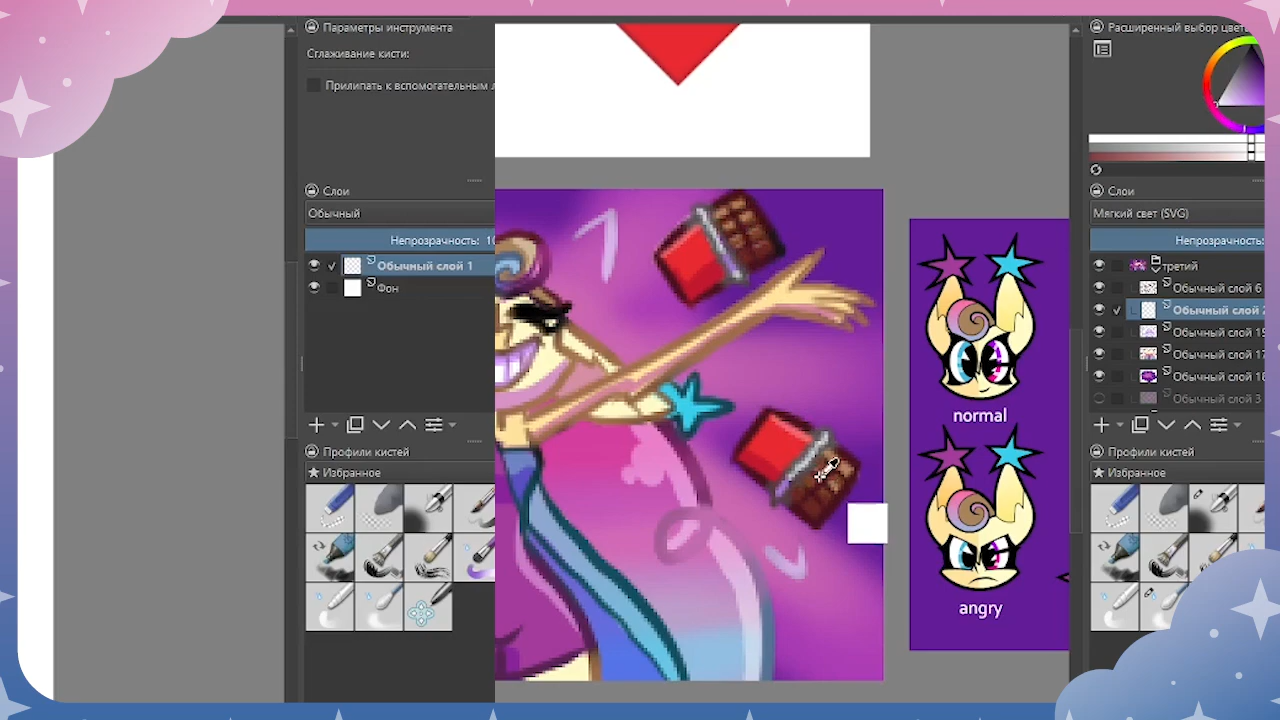 Параметры инструмента
Сглаживание кисти:
Прилипать к вспомогательным л
Слои
Обычный
Непрозрачность: 10
Обычный слой 1
Фон
Профили кистей
★ Избранное
normal
angry
Расширенный выбор цвет
Слои
Мягкий свет (SVG)
Непрозрачность:
третий
Обычный слой 6
Обычный слой 2
Обычный слой 15
Обычный слой 17
Обычный слой 18
Обычный слой 3
Профили кистей
★ Избранное